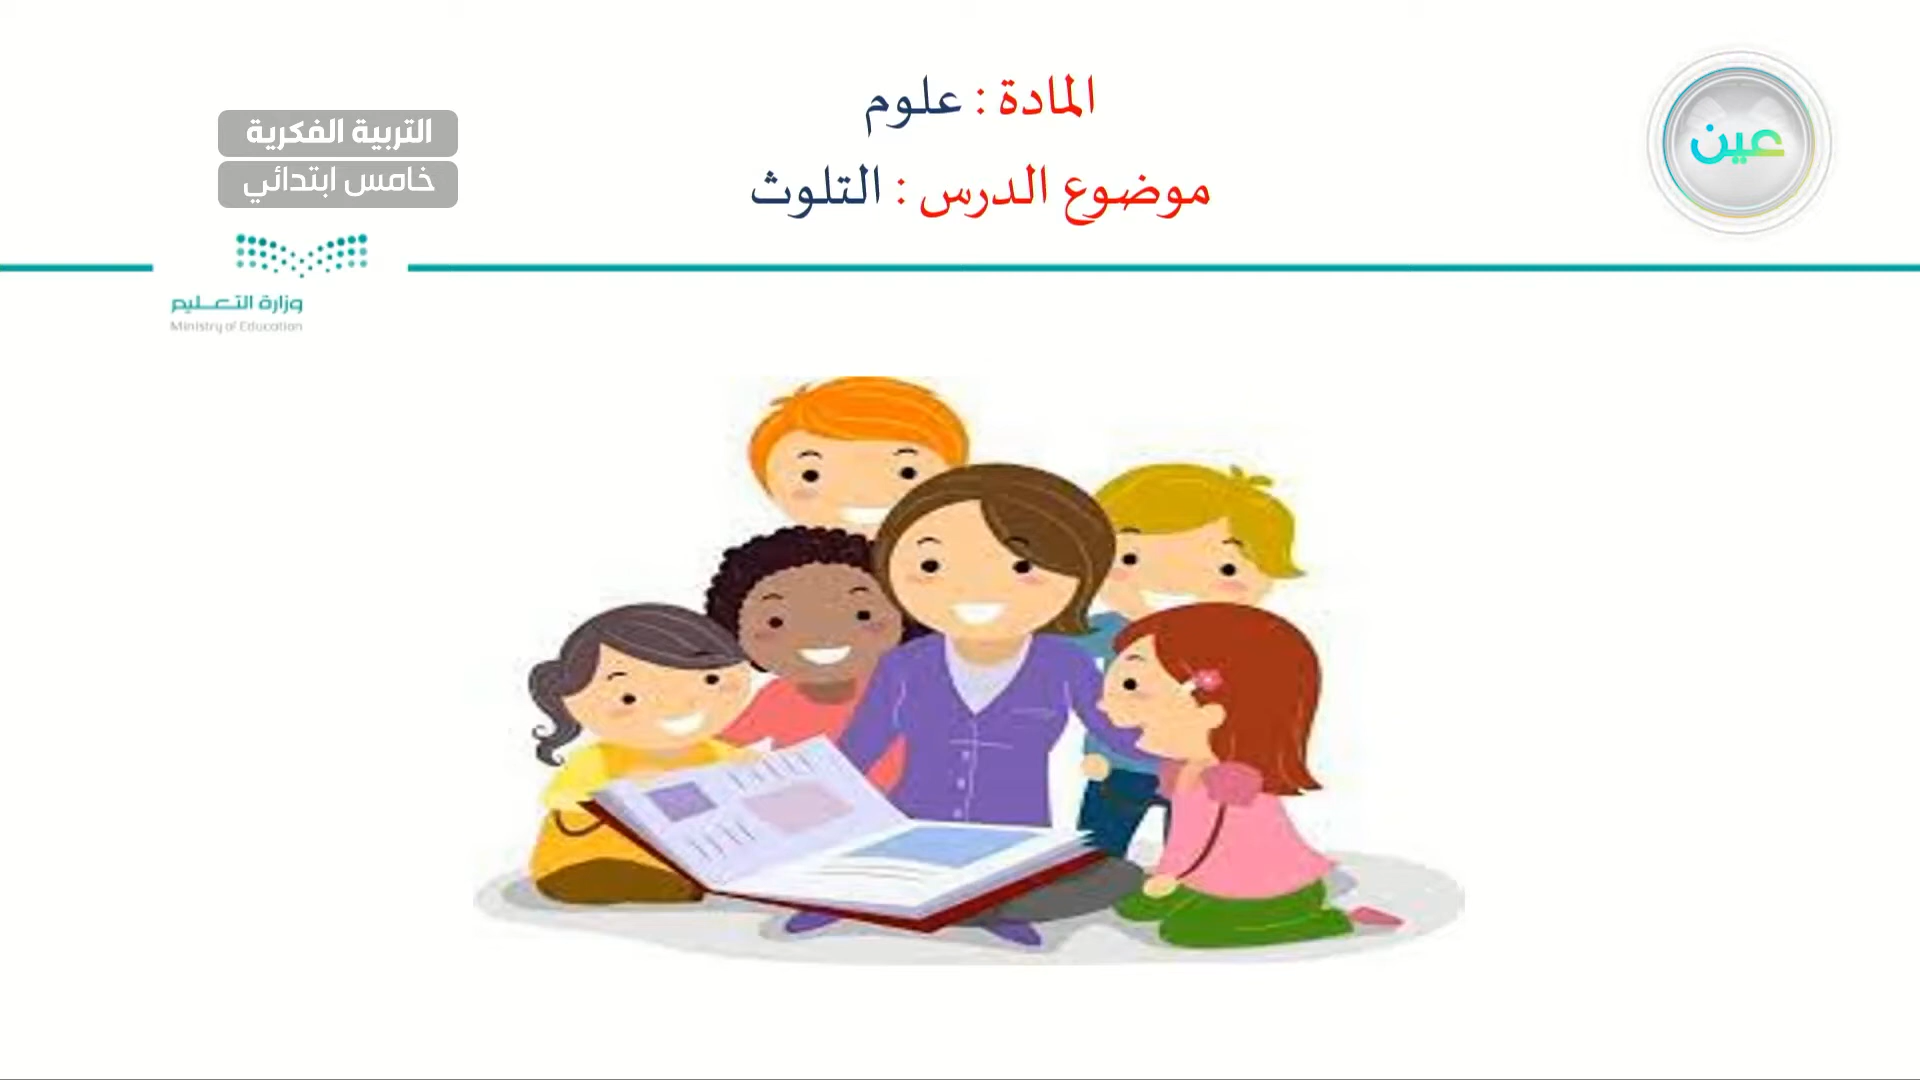 المادة : علوم
موضوع الدرس : التلوث
عين
التربية الفكرية
خامس ابتدائي
وزارة التعليم
Ministry of Education